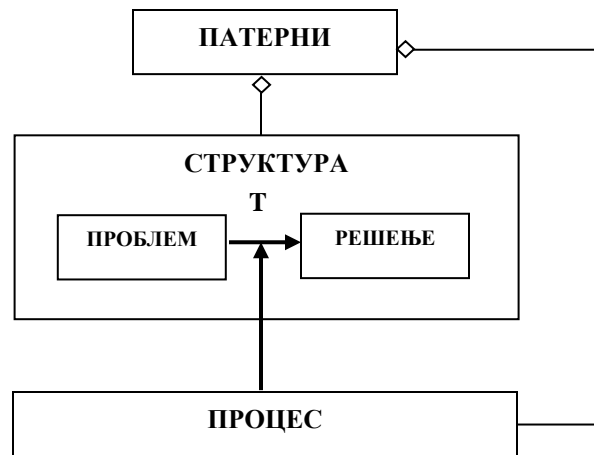 ПАТЕРНИ
СТРУКТУРА
Т
ПРОБЛЕМ
РЕШЕЊЕ
ПРОЦЕС